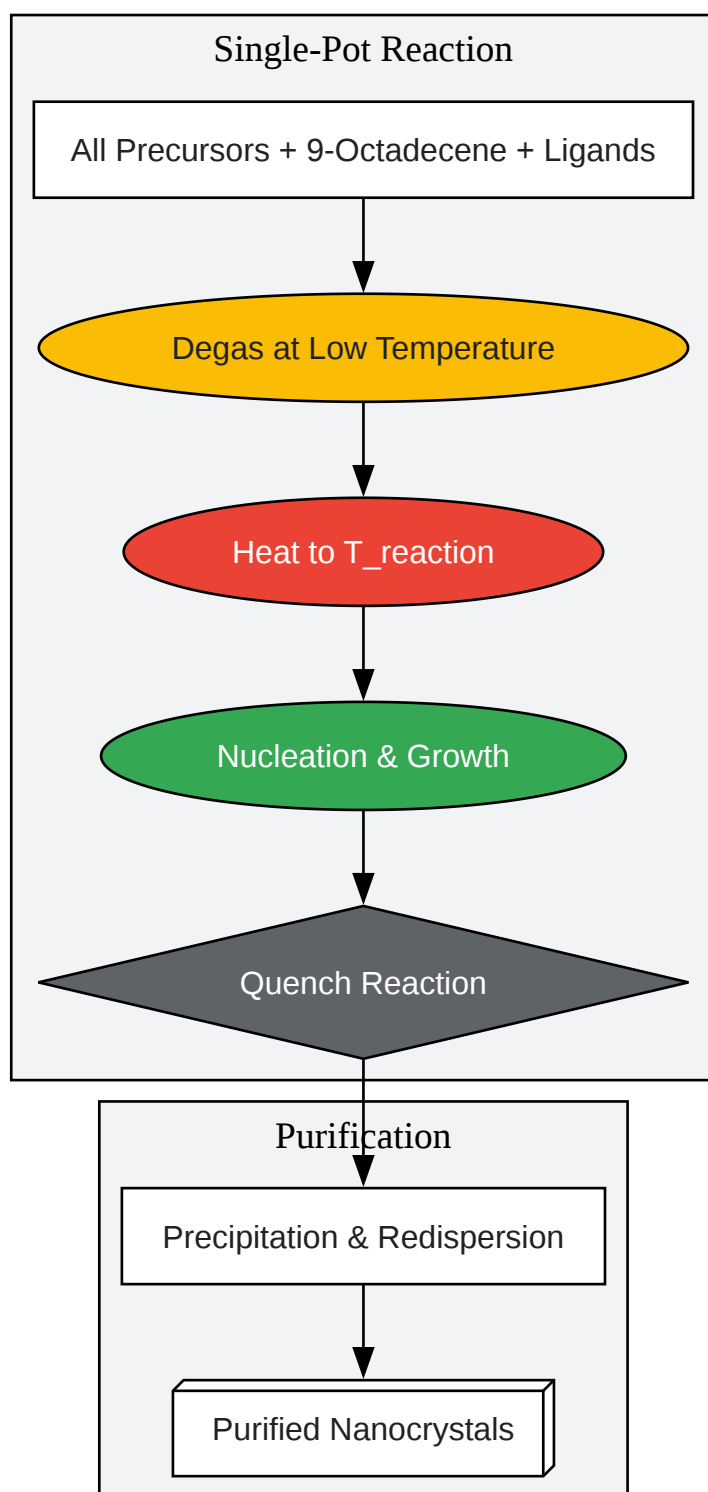 Single-Pot Reaction
All Precursors + 9-Octadecene + Ligands
Degas at Low Temperature
Heat to T_reaction
Nucleation & Growth
Quench Reaction
Purification
Precipitation & Redispersion
Purified Nanocrystals